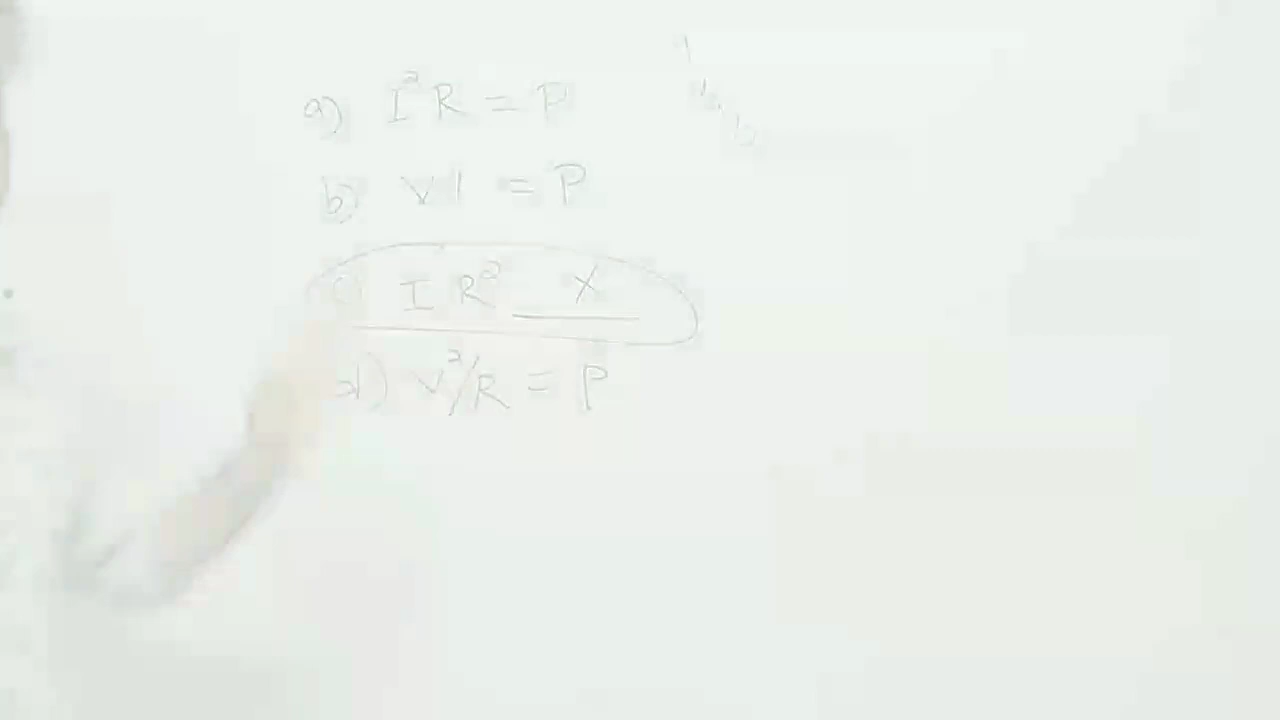 a) I²R = P
b) VI = P
c) IR² X
d) V²/R = P